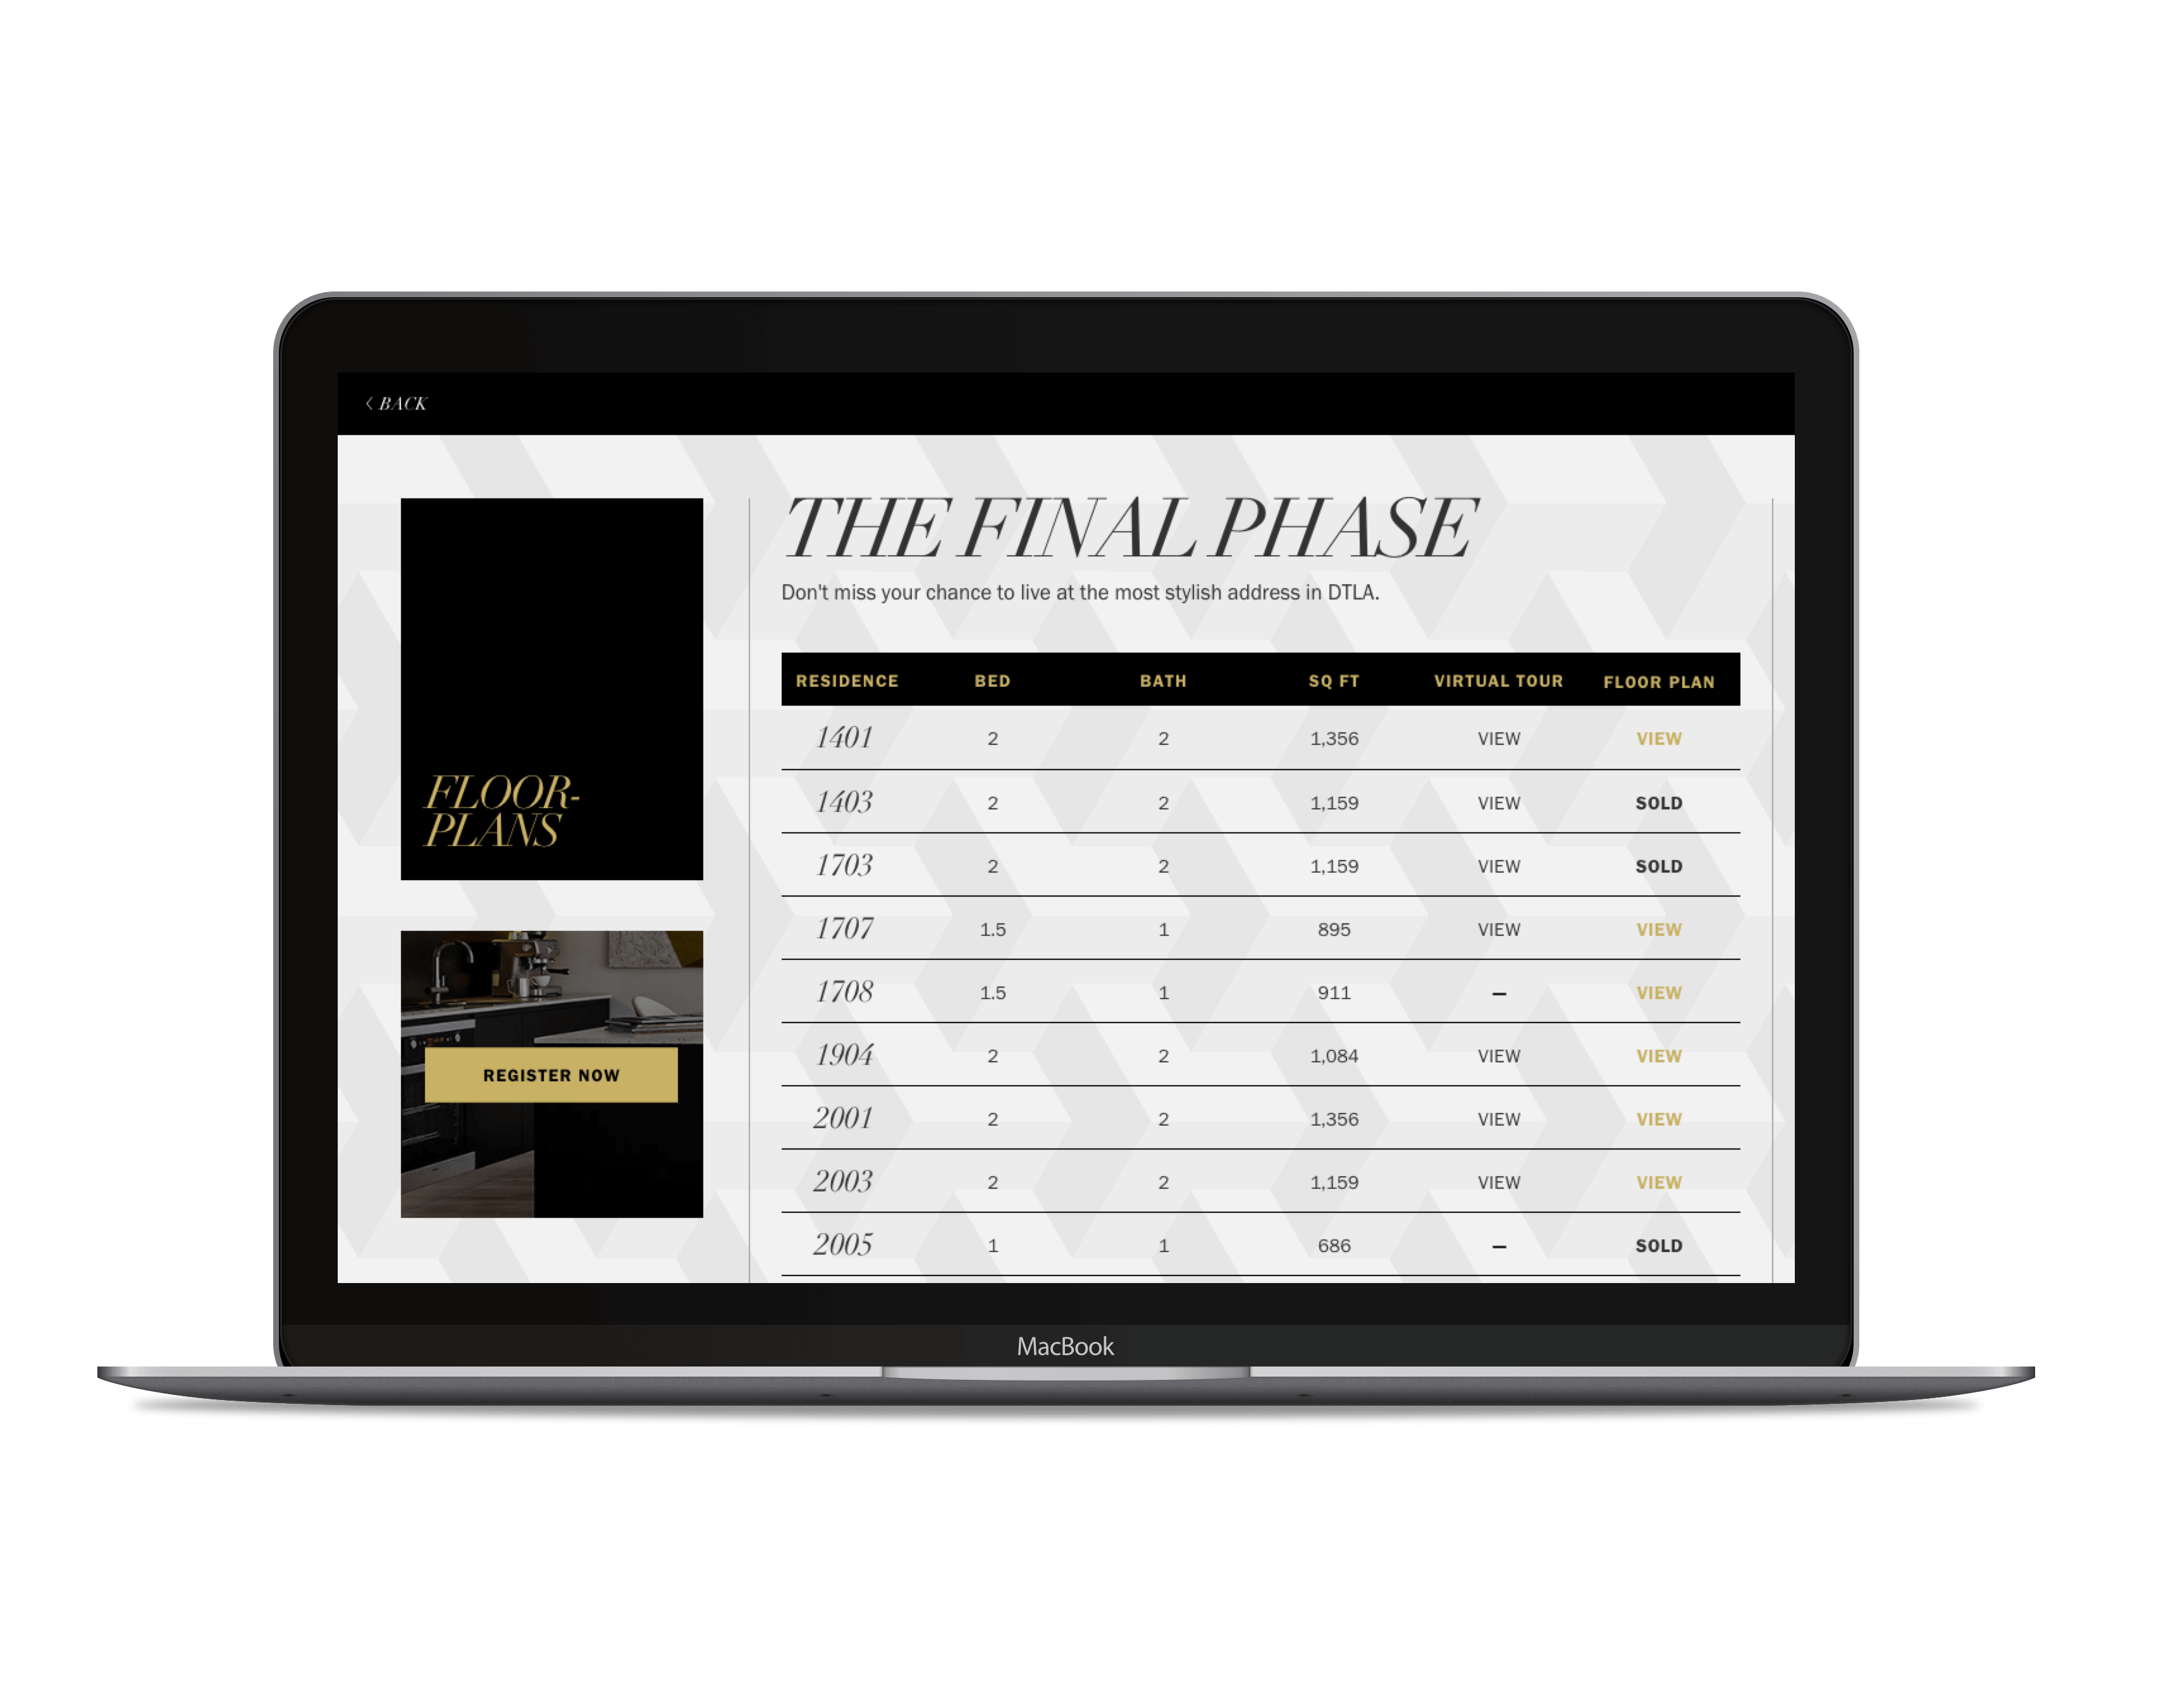 < BACK
THE FINAL PHASE
Don't miss your chance to live at the most stylish address in DTLA.
FLOOR-
PLANS
REGISTER NOW
RESIDENCE BED BATH SQ FT VIRTUAL TOUR FLOOR PLAN
1401 2 2 1,356 VIEW VIEW
1403 2 2 1,159 VIEW SOLD
1703 2 2 1,159 VIEW SOLD
1707 1.5 1 895 VIEW VIEW
1708 1.5 1 911 – VIEW
1904 2 2 1,084 VIEW VIEW
2001 2 2 1,356 VIEW VIEW
2003 2 2 1,159 VIEW VIEW
2005 1 1 686 – SOLD
MacBook